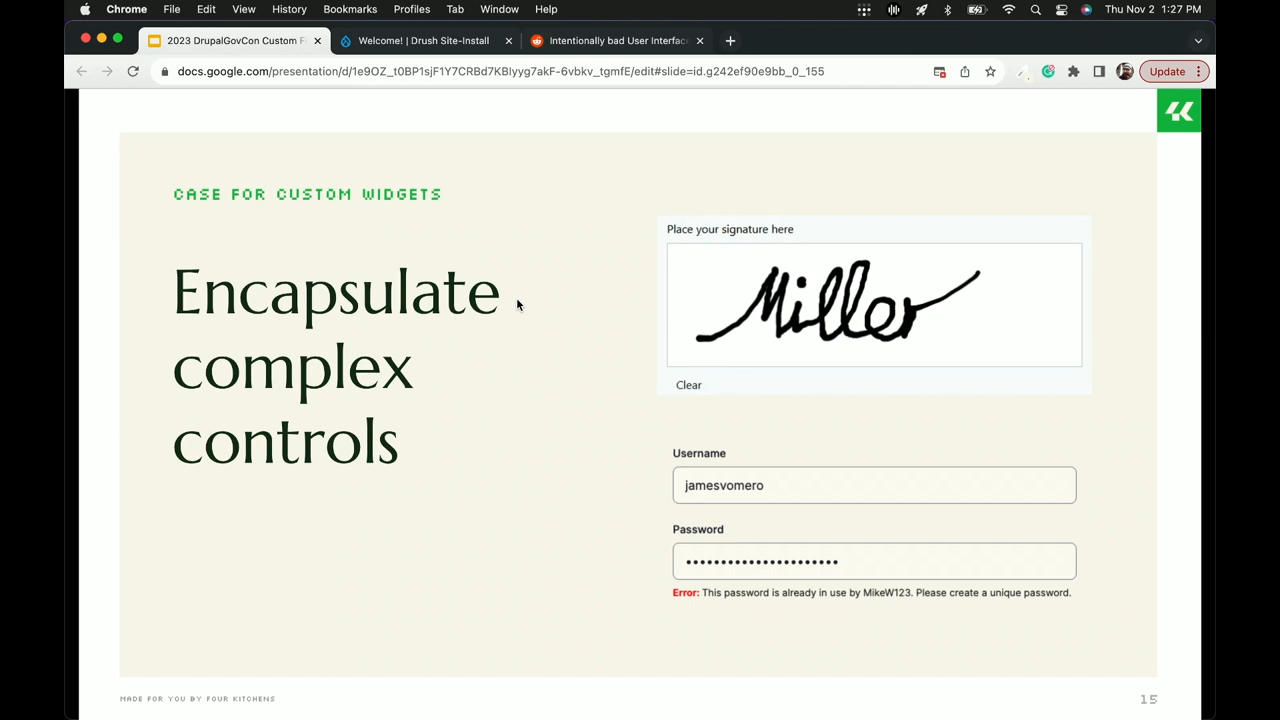 Chrome File Edit View History Bookmarks Profiles Tab Window Help Thu Nov 2 1:27 PM
2023 DrupalGovCon Custom F Welcome! | Drush Site-Install Intentionally bad User Interface
docs.google.com/presentation/d/1e9OZ_t0BP1sjF1Y7CRBd7KBlyyg7akF-6vbkv_tgmfE/edit#slide=id.g242ef90e9bb_0_155 Update
CASE FOR CUSTOM WIDGETS
Encapsulate
complex
controls
Place your signature here
Miller
Clear
Username
jamesvomero
Password
Error: This password is already in use by MikeW123. Please create a unique password.
MADE FOR YOU BY FOUR KITCHENS 15